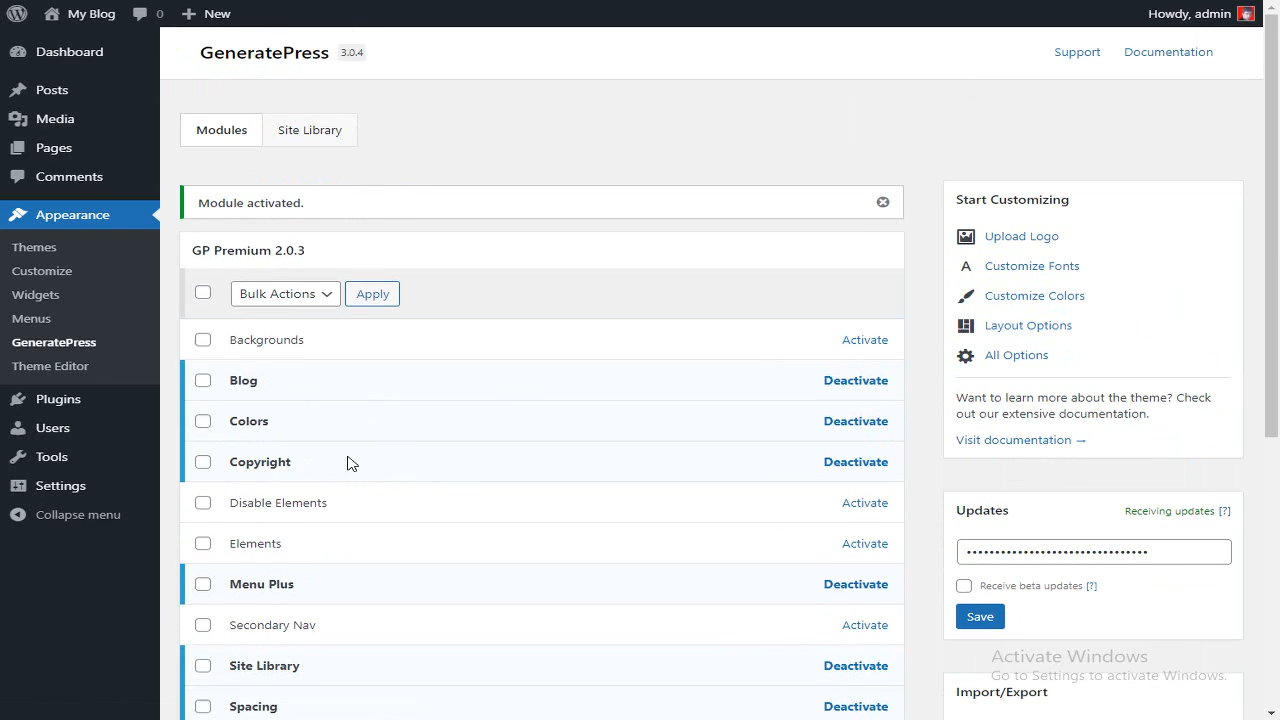 My Blog
0
New
Howdy, admin
Dashboard
Posts
Media
Pages
Comments
Appearance
Themes
Customize
Widgets
Menus
GeneratePress
Theme Editor
Plugins
Users
Tools
Settings
Collapse menu
GeneratePress 3.0.4
Support
Documentation
Modules
Site Library
Module activated.
GP Premium 2.0.3
Bulk Actions
Apply
Backgrounds Activate
Blog Deactivate
Colors Deactivate
Copyright Deactivate
Disable Elements Activate
Elements Activate
Menu Plus Deactivate
Secondary Nav Activate
Site Library Deactivate
Spacing Deactivate
Start Customizing
Upload Logo
A Customize Fonts
Customize Colors
Layout Options
All Options
Want to learn more about the theme? Check
out our extensive documentation.
Visit documentation →
Updates Receiving updates [?]
••••••••••••••••••••••••••••••••
Receive beta updates [?]
Save
Activate Windows
Go to Settings to activate Windows.
Import/Export